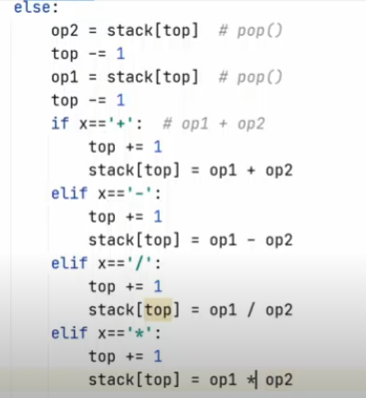 else:
    op2 = stack[top]  # pop()
    top -= 1
    op1 = stack[top]  # pop()
    top -= 1
    if x=='+':  # op1 + op2
        top += 1
        stack[top] = op1 + op2
    elif x=='-':
        top += 1
        stack[top] = op1 - op2
    elif x=='/':
        top += 1
        stack[top] = op1 / op2
    elif x=='*':
        top += 1
        stack[top] = op1 * op2